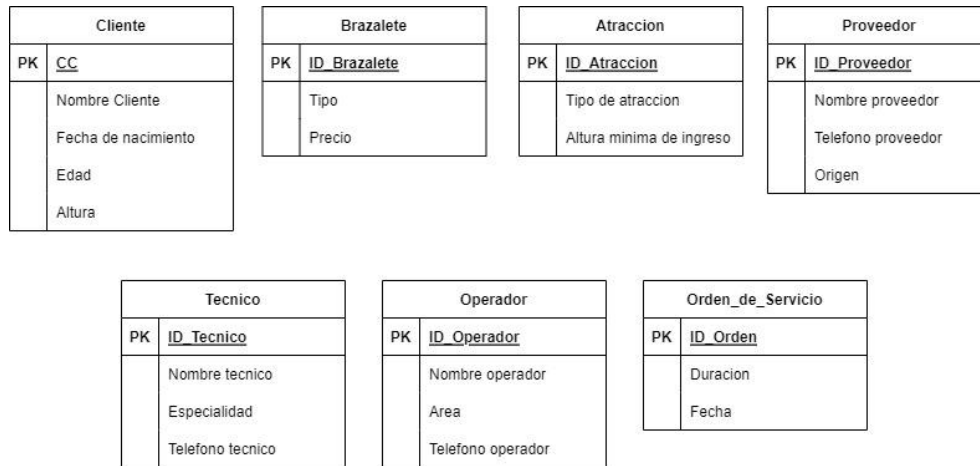 Cliente
PK CC
Nombre Cliente
Fecha de nacimiento
Edad
Altura
Brazalete
PK ID_Brazalete
Tipo
Precio
Atraccion
PK ID_Atraccion
Tipo de atraccion
Altura minima de ingreso
Proveedor
PK ID_Proveedor
Nombre proveedor
Telefono proveedor
Origen
Tecnico
PK ID_Tecnico
Nombre tecnico
Especialidad
Telefono tecnico
Operador
PK ID_Operador
Nombre operador
Area
Telefono operador
Orden_de_Servicio
PK ID_Orden
Duracion
Fecha